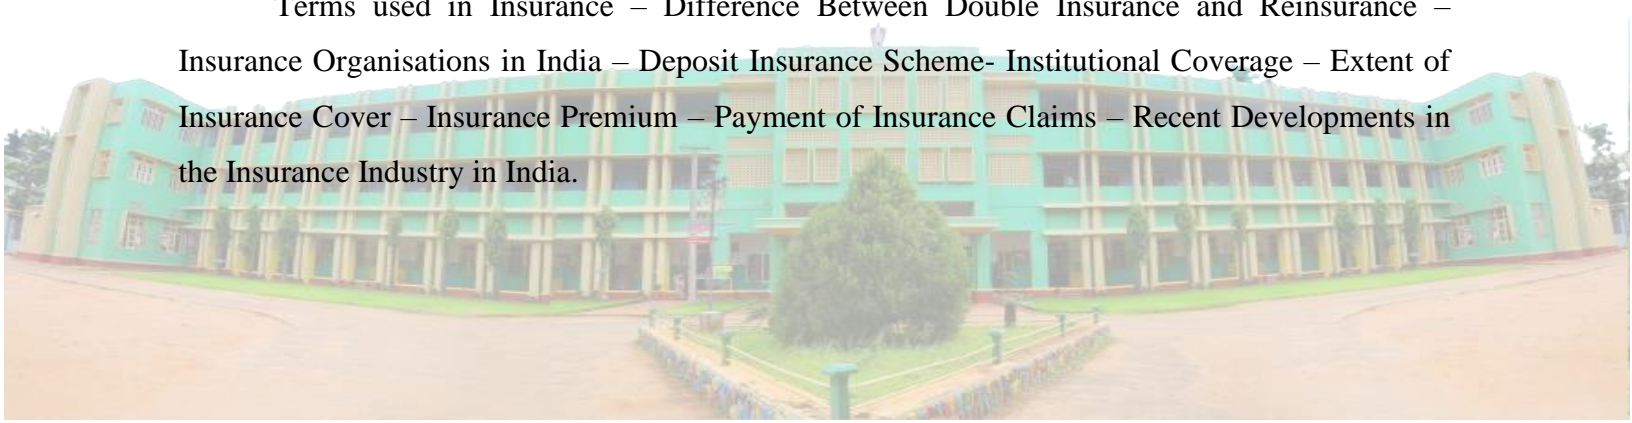 Terms used in Insurance – Difference Between Double Insurance and Reinsurance –
Insurance Organisations in India – Deposit Insurance Scheme- Institutional Coverage – Extent of
Insurance Cover – Insurance Premium – Payment of Insurance Claims – Recent Developments in
the Insurance Industry in India.